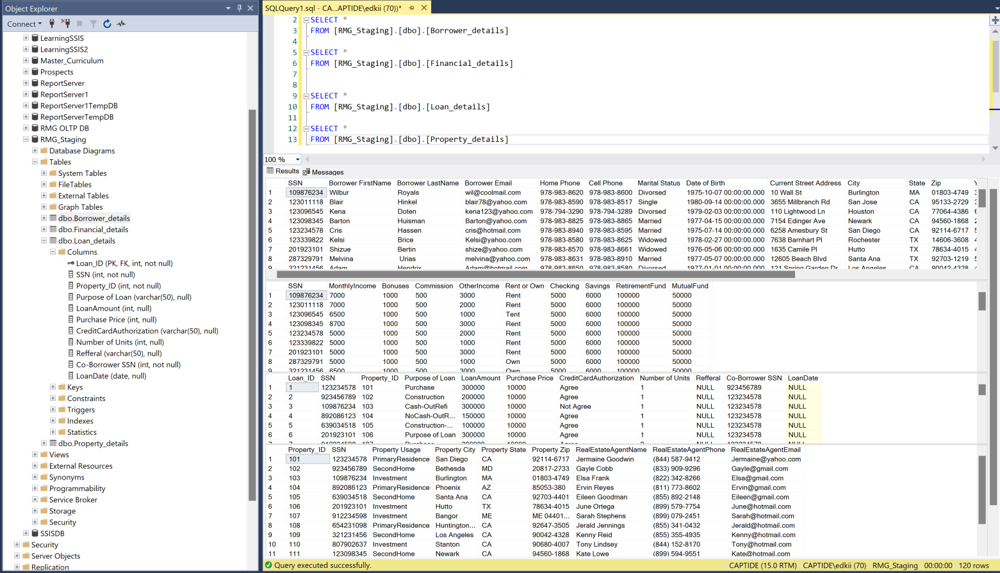 Object Explorer
Connect
LearningSSIS
LearningSSIS2
Master_Curriculum
Prospects
ReportServer
ReportServer1
ReportServer1TempDB
ReportServerTempDB
RMG OLTP DB
RMG_Staging
Database Diagrams
Tables
System Tables
FileTables
External Tables
Graph Tables
dbo.Borrower_details
dbo.Financial_details
dbo.Loan_details
Columns
Loan_ID (PK, FK, int, not null)
SSN (int, not null)
Property_ID (int, not null)
Purpose of Loan (varchar(50), null)
LoanAmount (int, null)
Purchase Price (int, null)
CreditCardAuthorization (varchar(50), null)
Number of Units (int, null)
Refferal (varchar(50), null)
Co-Borrower SSN (int, not null)
LoanDate (date, null)
Keys
Constraints
Triggers
Indexes
Statistics
dbo.Property_details
Views
External Resources
Synonyms
Programmability
Service Broker
Storage
Security
SSISDB
Security
Server Objects
Replication
SQLQuery1.sql - CA...APTIDE\edkii (70))*
2 SELECT *
3 FROM [RMG_Staging].[dbo].[Borrower_details]
4
5 SELECT *
6 FROM [RMG_Staging].[dbo].[Financial_details]
7
8
9 SELECT *
10 FROM [RMG_Staging].[dbo].[Loan_details]
11
12 SELECT *
13 FROM [RMG_Staging].[dbo].[Property_details]
100 %
Results Messages
SSN Borrower FirstName Borrower LastName Borrower Email Home Phone Cell Phone Marital Status Date of Birth Current Street Address City State Zip
1 109876234 Wilbur Royals wil@coolmail.com 978-983-8620 978-983-8600 Divorsed 1975-10-07 00:00:00.000 10 Wall St Burlington MA 01803-4749
2 123011118 Blair Hinkel blair78@yahoo.com 978-983-8590 978-983-8517 Single 1980-09-14 00:00:00.000 3655 Millbranch Rd San Jose CA 95133-2729
3 123096545 Kena Doten kena123@yahoo.com 978-794-3290 978-794-3289 Divorsed 1979-02-03 00:00:00.000 110 Lightwood Ln Houston CA 77064-4386
4 123098345 Barton Huisman Barton@yahoo.com 978-983-8825 978-983-8865 Married 1977-04-15 00:00:00.000 7154 Edinger Ave Newark CA 94560-1868
5 123234578 Cris Hassen cris@hotmail.com 978-983-8940 978-983-8595 Married 1975-07-14 00:00:00.000 6258 Amesbury St San Diego CA 92114-6717
6 123339822 Kelsi Brice Kelsi@yahoo.com 978-983-8580 978-983-8625 Widowed 1978-02-27 00:00:00.000 7638 Barnhart Pl Rochester TX 14606-3608
7 201923101 Shizue Bertin shize@yahoo.com 978-983-8570 978-983-8661 Widowed 1976-05-06 00:00:00.000 1635 Camile Pl Hutto TX 78634-4015
8 287329791 Melvina Urias melvina@yahoo.com 978-983-8631 978-983-8910 Married 1977-05-07 00:00:00.000 12605 Beach Blvd Santa Ana TX 92703-1219
9 321231456 Adam Hendrix Adam@hotmail.com 978-983-8650 978-983-8580 Divorsed 1977-01-01 00:00:00.000 121 Spring Garden Dr Los Angeles CA 90042-4328
SSN MonthlyIncome Bonuses Commission OtherIncome Rent or Own Checking Savings RetirementFund MutualFund
1 109876234 7000 1000 500 3000 Rent 5000 6000 100000 50000
2 123011118 7000 1000 500 2000 Rent 5000 6000 100000 50000
3 123096545 6500 1000 500 1000 Tent 5000 6000 100000 50000
4 123098345 8700 1000 500 3000 Rent 5000 6000 100000 50000
5 123234578 5000 1000 500 2000 Rent 5000 6000 100000 50000
6 123339822 5000 1000 500 1000 Rent 5000 6000 100000 50000
7 201923101 5000 1000 500 3000 Rent 5000 6000 100000 50000
8 287329791 5000 1000 500 1000 Own 5000 6000 100000 50000
9 321231456 6500 1000 500 3000 Own 5000 6000 100000 50000
Loan_ID SSN Property_ID Purpose of Loan LoanAmount Purchase Price CreditCardAuthorization Number of Units Refferal Co-Borrower SSN LoanDate
1 1 123234578 101 Purchase 300000 10000 Agree 1 NULL 923456789 NULL
2 2 923456789 102 Construction 200000 10000 Agree 1 NULL 123234578 NULL
3 3 109876234 103 Cash-OutRefi 300000 10000 Not Agree 1 NULL 123234578 NULL
4 4 892086123 104 NoCash-OutR... 150000 10000 Agree 1 NULL 123234578 NULL
5 5 639034518 105 Construction-... 100000 10000 Agree 1 NULL 123234578 NULL
6 6 201923101 106 Purpose of Loan 300000 10000 Agree 1 NULL 123234578 NULL
7 7 912234598 107 Purchase 200000 10000 Agree 2 NULL 123234578 NULL
Property_ID SSN Property Usage Property City Property State Property Zip RealEstateAgentName RealEstateAgentPhone RealEstateAgentEmail
1 101 123234578 PrimaryResidence San Diego CA 92114-6717 Jermaine Goodwin (844) 587-9412 Jermaine@yahoo.com
2 102 923456789 SecondHome Bethesda MD 20817-2733 Gayle Cobb (833) 909-9296 Gayle@gmail.com
3 103 109876234 Investment Burlington MA 01803-4749 Elsa Frank (822) 342-8266 Elsa@gmail.com
4 104 892086123 PrimaryResidence Phoenix AZ 85053-380 Ervin Reyes (811) 773-8602 Ervin@gmail.com
5 105 639034518 SecondHome Santa Ana CA 92703-4401 Eileen Goodman (855) 892-2148 Eileen@gmail.com
6 106 201923101 Investment Hutto TX 78634-4015 June Ortega (899) 579-7754 June@hotmail.com
7 107 912234598 Investment Bangor ME ME 04401... Sarah Stephens (899) 079-2451 Sarah@hotmail.com
8 108 654231098 PrimaryResidence Huntington... CA 92647-3505 Jerald Jennings (855) 341-0432 Jerald@hotmail.com
9 109 321231456 SecondHome Los Angeles CA 90042-4328 Kenny Reid (855) 355-4935 Kenny@hotmail.com
10 110 807902637 Investment Stanton CA 90680-4007 Tony Lindsey (844) 152-8170 Tony@hotmail.com
11 111 123098345 SecondHome Newark CA 94560-1868 Kate Lowe (899) 594-9551 Kate@hotmail.com
Query executed successfully. CAPTIDE (15.0 RTM) CAPTIDE\edkii (70) RMG_Staging 00:00:00 120 rows